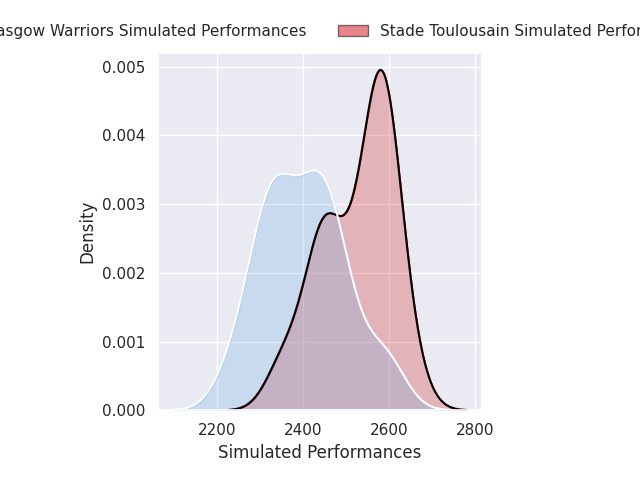 asgow Warriors Simulated Performances Stade Toulousain Simulated Perfor
0.005
0.004
0.003
0.002
0.001
0.000
Density
2200 2400 2600 2800
Simulated Performances